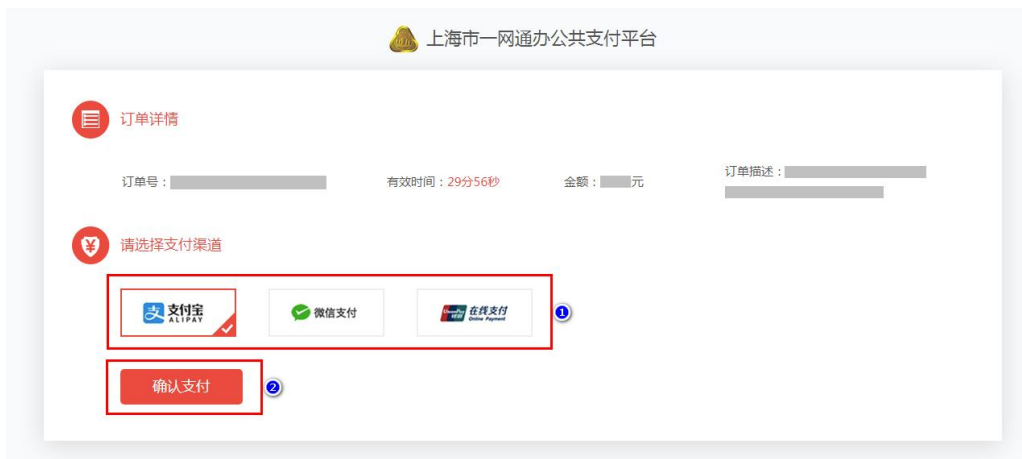 上海市一网通办公共支付平台
订单详情
订单号：
有效时间：29分56秒
金额：
元
订单描述：
请选择支付渠道
支付宝
ALIPAY
微信支付
UnionPay
银联
在线支付
Online Payment
1
确认支付
2